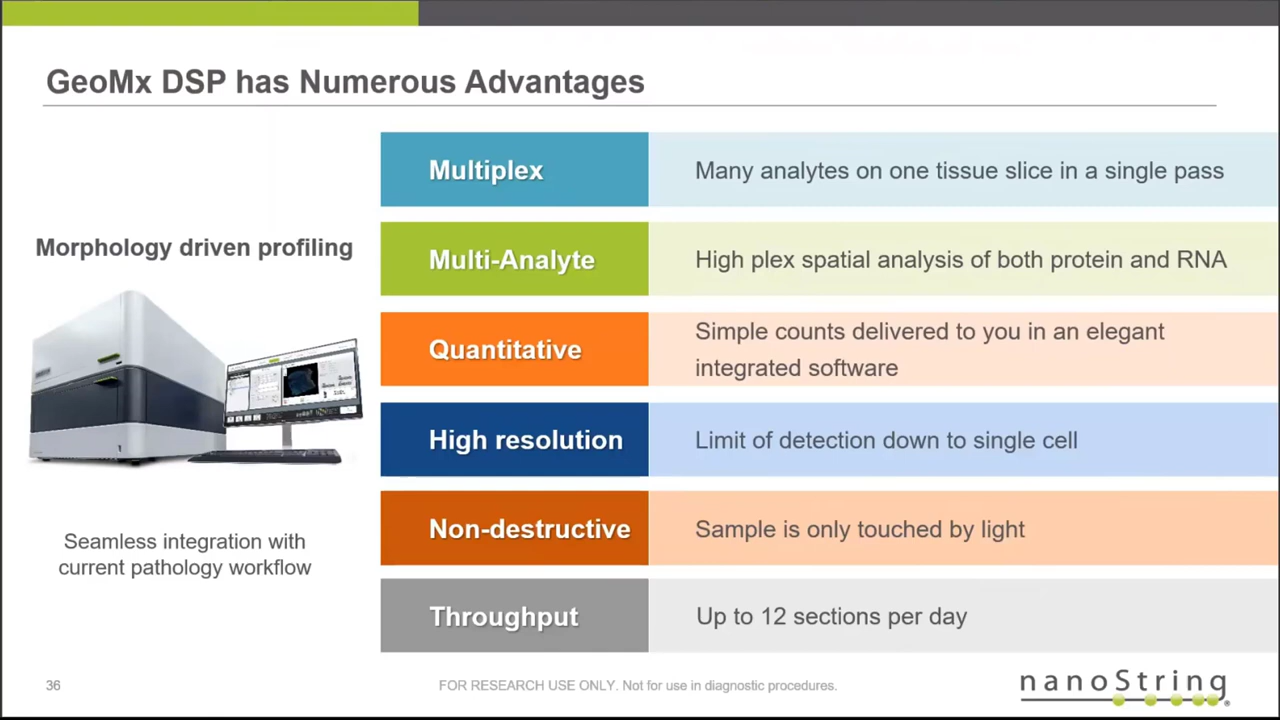 GeoMx DSP has Numerous Advantages
Morphology driven profiling
Seamless integration with
current pathology workflow
Multiplex
Many analytes on one tissue slice in a single pass
Multi-Analyte
High plex spatial analysis of both protein and RNA
Quantitative
Simple counts delivered to you in an elegant
integrated software
High resolution
Limit of detection down to single cell
Non-destructive
Sample is only touched by light
Throughput
Up to 12 sections per day
36
FOR RESEARCH USE ONLY. Not for use in diagnostic procedures.
nanoString®